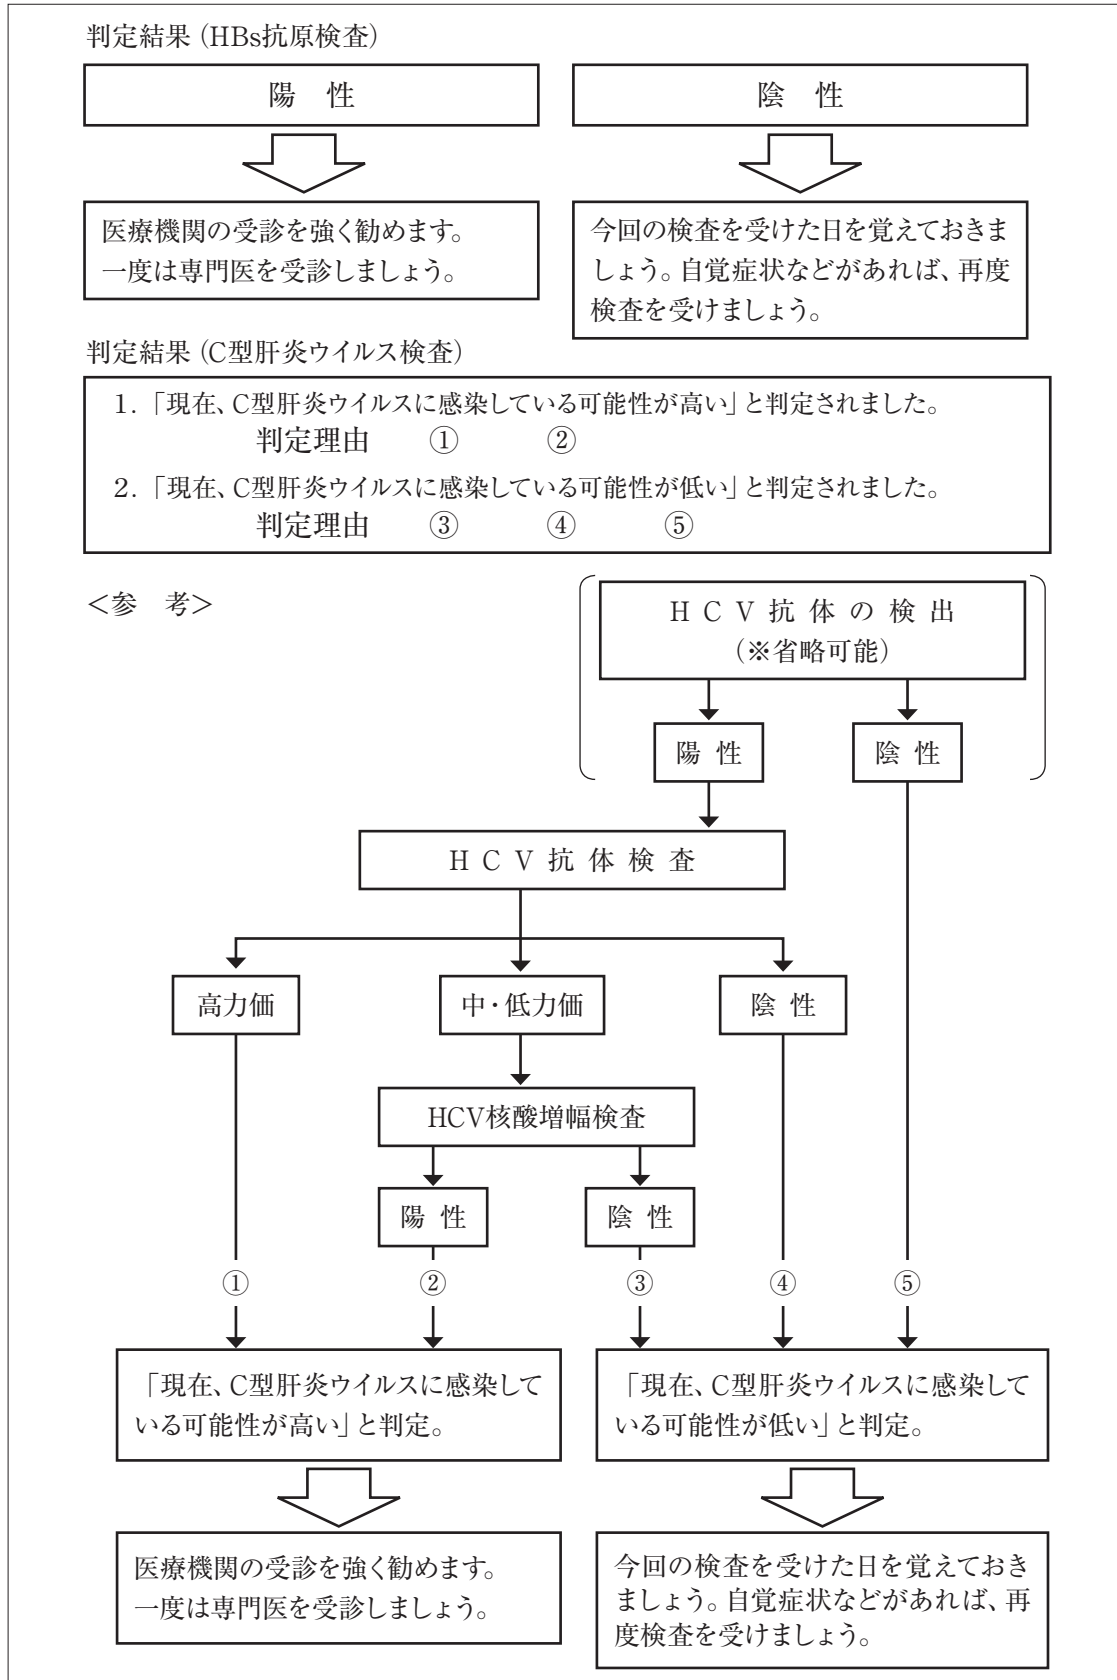 判定結果（HBs抗原検査）
陽　性
陰　性
医療機関の受診を強く勧めます。
一度は専門医を受診しましょう。
今回の検査を受けた日を覚えておきま
しょう。自覚症状などがあれば、再度
検査を受けましょう。
判定結果（C型肝炎ウイルス検査）
1.「現在、C型肝炎ウイルスに感染している可能性が高い」と判定されました。
判定理由　①　②
2.「現在、C型肝炎ウイルスに感染している可能性が低い」と判定されました。
判定理由　③　④　⑤
＜参　考＞
HCV抗体の検出
（※省略可能）
陽 性
陰 性
HCV抗体検査
高力価
中・低力価
陰 性
HCV核酸増幅検査
陽 性
陰 性
①
②
③
④
⑤
「現在、C型肝炎ウイルスに感染して
いる可能性が高い」と判定。
「現在、C型肝炎ウイルスに感染して
いる可能性が低い」と判定。
医療機関の受診を強く勧めます。
一度は専門医を受診しましょう。
今回の検査を受けた日を覚えておき
ましょう。自覚症状などがあれば、再
度検査を受けましょう。